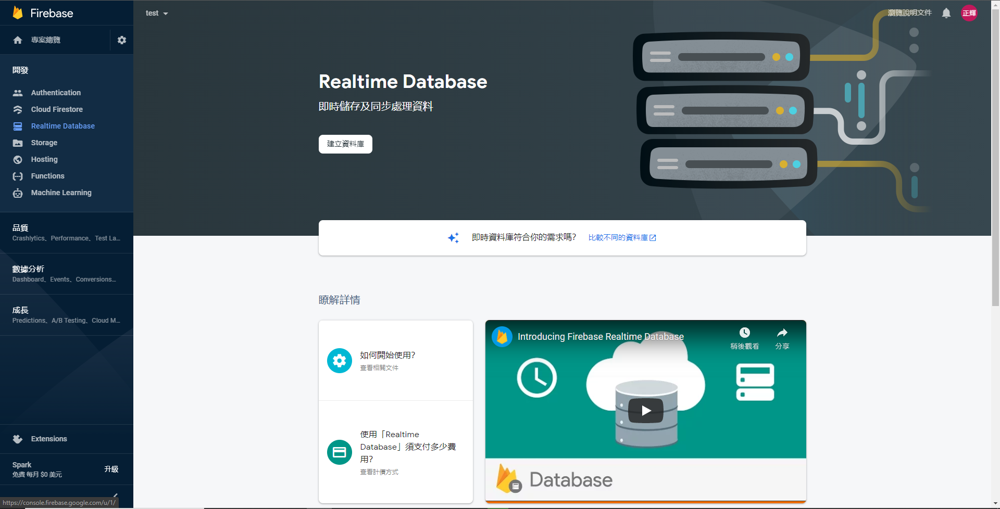 Firebase
專案總覽
開發
Authentication
Cloud Firestore
Realtime Database
Storage
Hosting
Functions
Machine Learning
品質
Crashlytics、Performance、Test La...
數據分析
Dashboard、Events、Conversions...
成長
Predictions、A/B Testing、Cloud M...
Extensions
Spark
免費 每月 $0 美元
升級
https://console.firebase.google.com/u/1/
test
瀏覽說明文件
正輝
Realtime Database
即時儲存及同步處理資料
建立資料庫
即時資料庫符合你的需求嗎?
比較不同的資料庫
瞭解詳情
如何開始使用?
查看相關文件
使用「Realtime
Database」須支付多少費
用?
查看計價方式
Introducing Firebase Realtime Database
稍後觀看
分享
Database